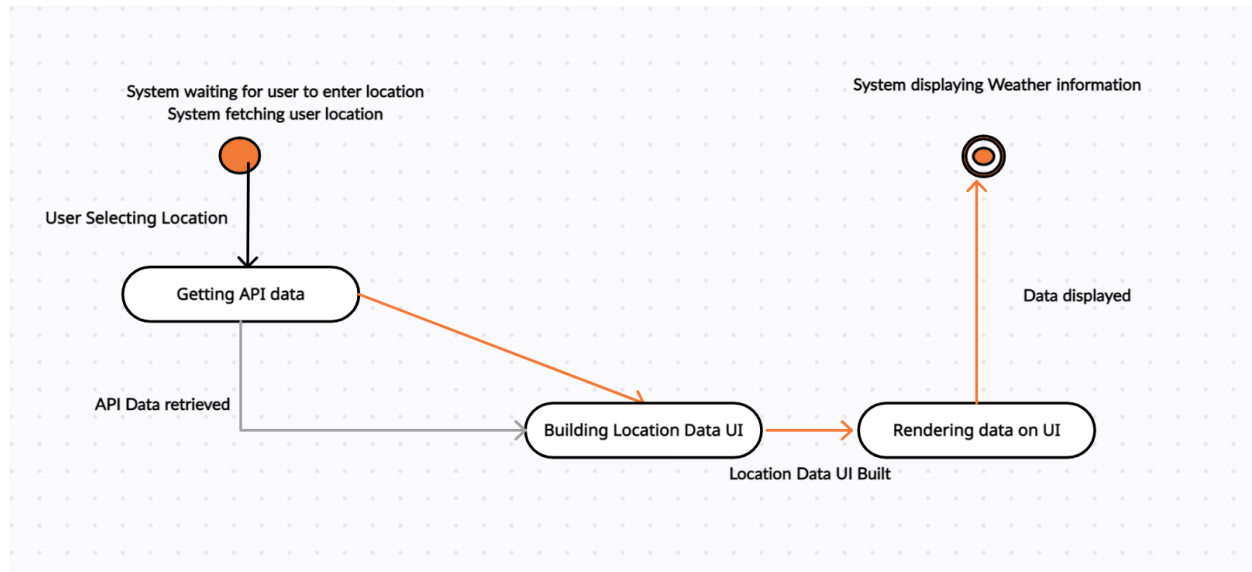 System waiting for user to enter location
System fetching user location
System displaying Weather information
User Selecting Location
Getting API data
Data displayed
API Data retrieved
Building Location Data UI
Rendering data on UI
Location Data UI Built